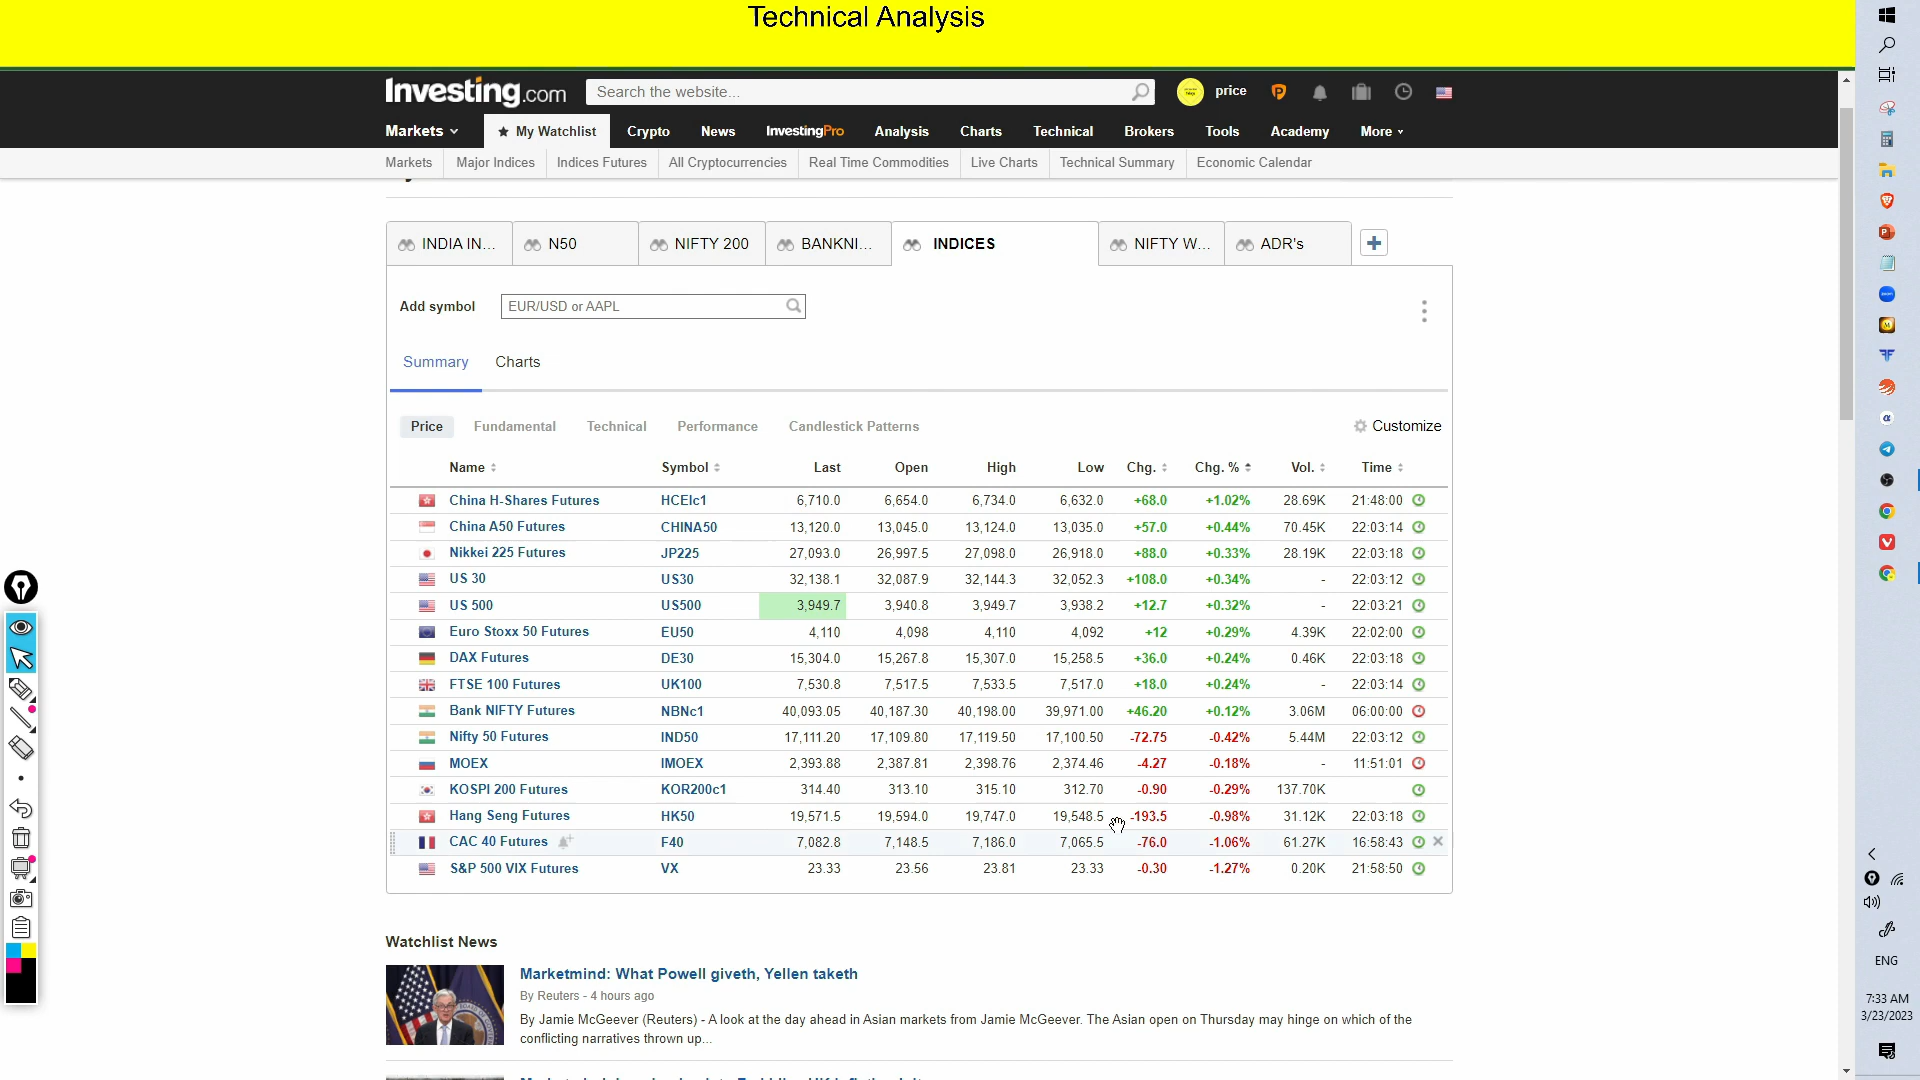 Technical Analysis
Investing.com
Search the website...
price
Markets
★ My Watchlist
Crypto
News
InvestingPro
Analysis
Charts
Technical
Brokers
Tools
Academy
More
Markets
Major Indices
Indices Futures
All Cryptocurrencies
Real Time Commodities
Live Charts
Technical Summary
Economic Calendar
INDIA IN...
N50
NIFTY 200
BANKNI...
INDICES
NIFTY W...
ADR's
Add symbol
EUR/USD or AAPL
Summary
Charts
Price
Fundamental
Technical
Performance
Candlestick Patterns
Customize
Name Symbol Last Open High Low Chg. Chg. % Vol. Time
China H-Shares Futures HCEIc1 6,710.0 6,654.0 6,734.0 6,632.0 +68.0 +1.02% 28.69K 21:48:00
China A50 Futures CHINA50 13,120.0 13,045.0 13,124.0 13,035.0 +57.0 +0.44% 70.45K 22:03:14
Nikkei 225 Futures JP225 27,093.0 26,997.5 27,098.0 26,918.0 +88.0 +0.33% 28.19K 22:03:18
US 30 US30 32,138.1 32,087.9 32,144.3 32,052.3 +108.0 +0.34% - 22:03:12
US 500 US500 3,949.7 3,940.8 3,949.7 3,938.2 +12.7 +0.32% - 22:03:21
Euro Stoxx 50 Futures EU50 4,110 4,098 4,110 4,092 +12 +0.29% 4.39K 22:02:00
DAX Futures DE30 15,304.0 15,267.8 15,307.0 15,258.5 +36.0 +0.24% 0.46K 22:03:18
FTSE 100 Futures UK100 7,530.8 7,517.5 7,533.5 7,517.0 +18.0 +0.24% - 22:03:14
Bank NIFTY Futures NBNc1 40,093.05 40,187.30 40,198.00 39,971.00 +46.20 +0.12% 3.06M 06:00:00
Nifty 50 Futures IND50 17,111.20 17,109.80 17,119.50 17,100.50 -72.75 -0.42% 5.44M 22:03:12
MOEX IMOEX 2,393.88 2,387.81 2,398.76 2,374.46 -4.27 -0.18% - 11:51:01
KOSPI 200 Futures KOR200c1 314.40 313.10 315.10 312.70 -0.90 -0.29% 137.70K
Hang Seng Futures HK50 19,571.5 19,594.0 19,747.0 19,548.5 -193.5 -0.98% 31.12K 22:03:18
CAC 40 Futures F40 7,082.8 7,148.5 7,186.0 7,065.5 -76.0 -1.06% 61.27K 16:58:43
S&P 500 VIX Futures VX 23.33 23.56 23.81 23.33 -0.30 -1.27% 0.20K 21:58:50
Watchlist News
Marketmind: What Powell giveth, Yellen taketh
By Reuters - 4 hours ago
By Jamie McGeever (Reuters) - A look at the day ahead in Asian markets from Jamie McGeever. The Asian open on Thursday may hinge on which of the
conflicting narratives thrown up...
ENG
7:33 AM
3/23/2023